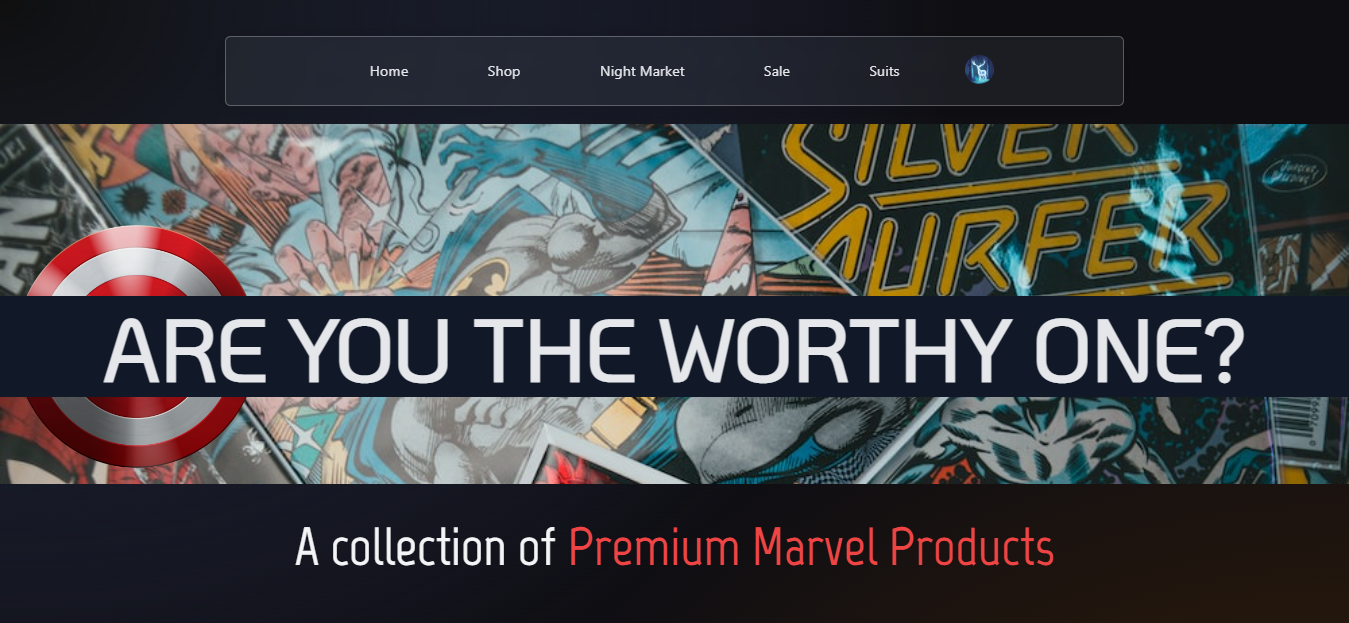 Home Shop Night Market Sale Suits
SILVER
SURFER
ARE YOU THE WORTHY ONE?
A collection of Premium Marvel Products